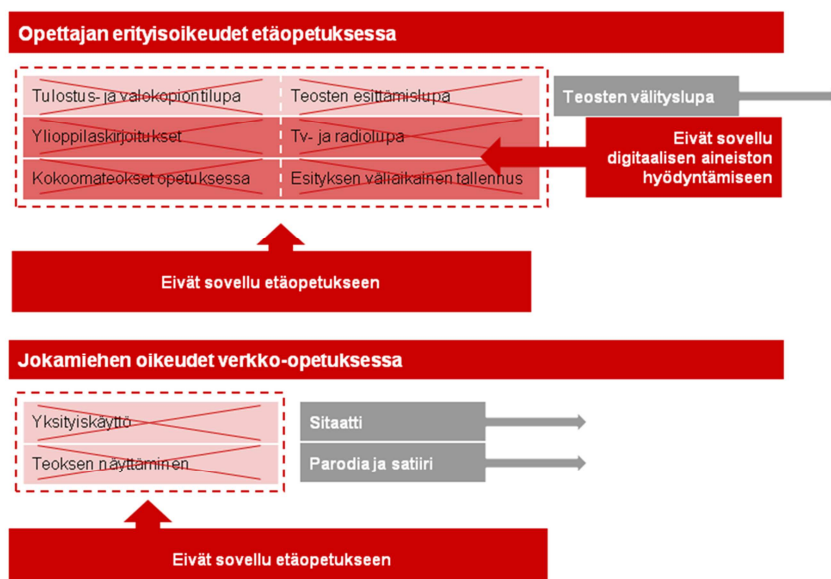 Opettajan erityisoikeudet etäopetuksessa
Tulostus- ja valokopiontilupa
Teosten esittämislupa
Teosten välityslupa
Ylioppilaskirjoitukset
Tv- ja radiolupa
Kokoomateokset opetuksessa
Esityksen väliaikainen tallennus
Eivät sovellu
digitaalisen aineiston
hyödyntämiseen
Eivät sovellu etäopetukseen
Jokamiehen oikeudet verkko-opetuksessa
Yksityiskäyttö
Sitaatti
Teoksen näyttäminen
Parodia ja satiiri
Eivät sovellu etäopetukseen